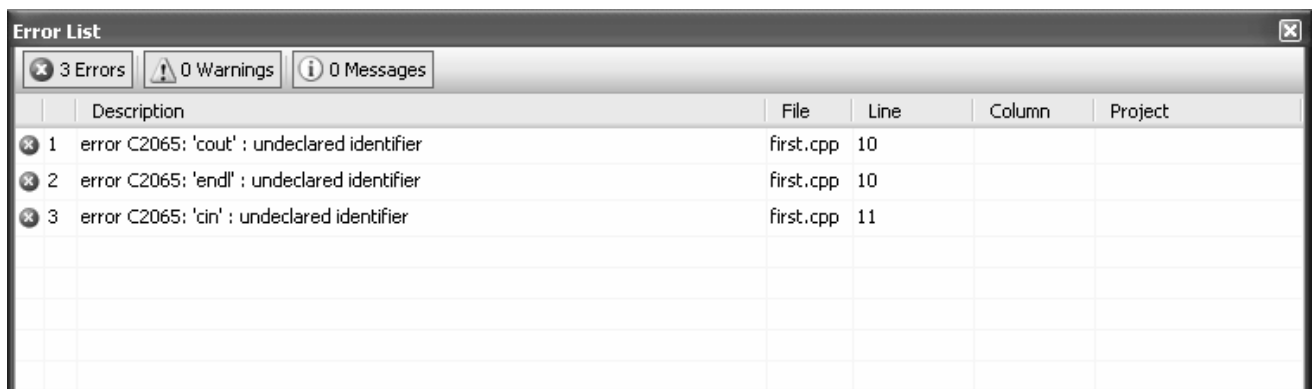 Error List
3 Errors 0 Warnings 0 Messages
Description File Line Column Project
1 error C2065: 'cout' : undeclared identifier first.cpp 10
2 error C2065: 'endl' : undeclared identifier first.cpp 10
3 error C2065: 'cin' : undeclared identifier first.cpp 11